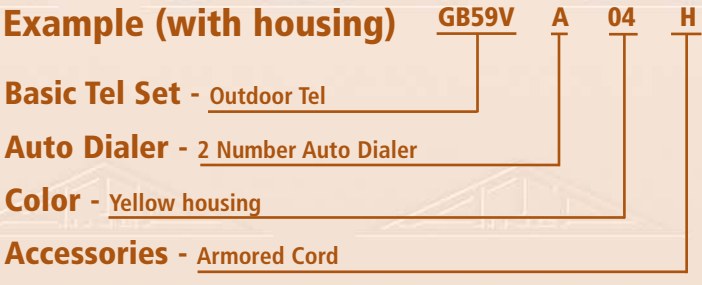 Example (with housing) GB59V A 04 H
Basic Tel Set - Outdoor Tel
Auto Dialer - 2 Number Auto Dialer
Color - Yellow housing
Accessories - Armored Cord